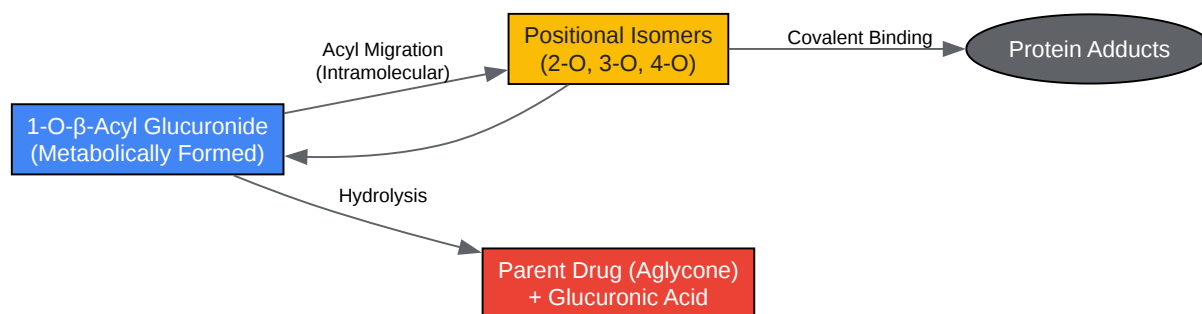 Acyl Migration
(Intramolecular)
Positional Isomers
(2-O, 3-O, 4-O)
Covalent Binding
Protein Adducts
1-O-β-Acyl Glucuronide
(Metabolically Formed)
Hydrolysis
Parent Drug (Aglycone)
+ Glucuronic Acid